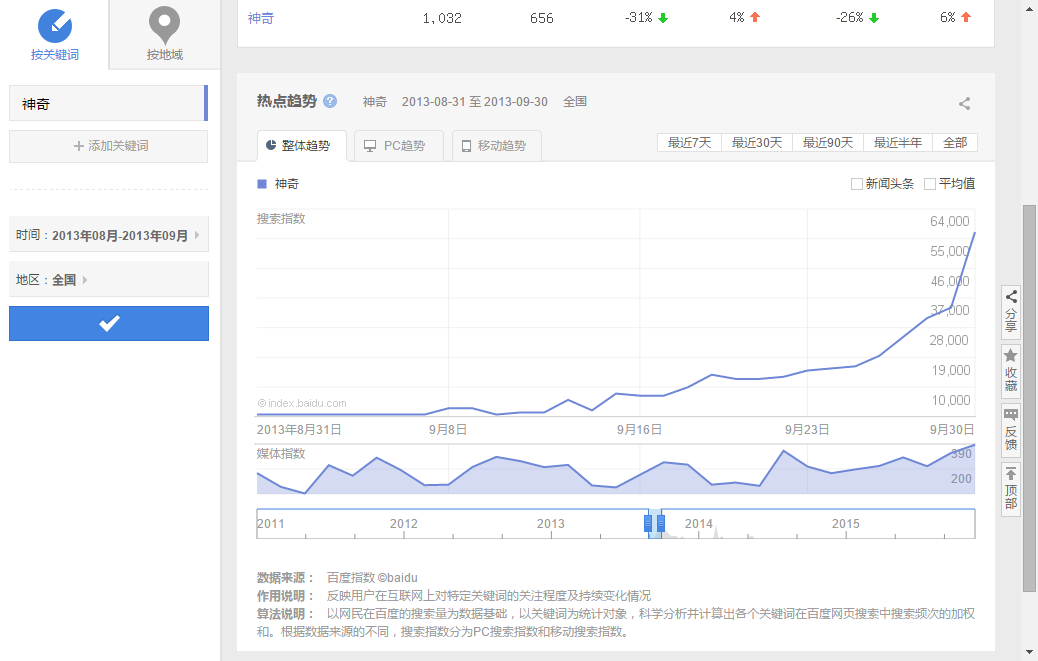 按关键词
按地域
神奇
+ 添加关键词
时间：2013年08月-2013年09月
地区：全国
神奇 1,032 656 -31% 4% -26% 6%
热点趋势 ? 神奇 2013-08-31 至 2013-09-30 全国
整体趋势 PC趋势 移动趋势
最近7天 最近30天 最近90天 最近半年 全部
神奇
新闻头条 平均值
搜索指数
64,000
55,000
46,000
37,000
28,000
19,000
10,000
©index.baidu.com
2013年8月31日 9月8日 9月16日 9月23日 9月30日
媒体指数
390
200
2011 2012 2013 2014 2015
数据来源： 百度指数 ©baidu
作用说明： 反映用户在互联网上对特定关键词的关注程度及持续变化情况
算法说明： 以网民在百度的搜索量为数据基础，以关键词为统计对象，科学分析并计算出各个关键词在百度网页搜索中搜索频次的加权
和。根据数据来源的不同，搜索指数分为PC搜索指数和移动搜索指数。
分享
收藏
反馈
顶部